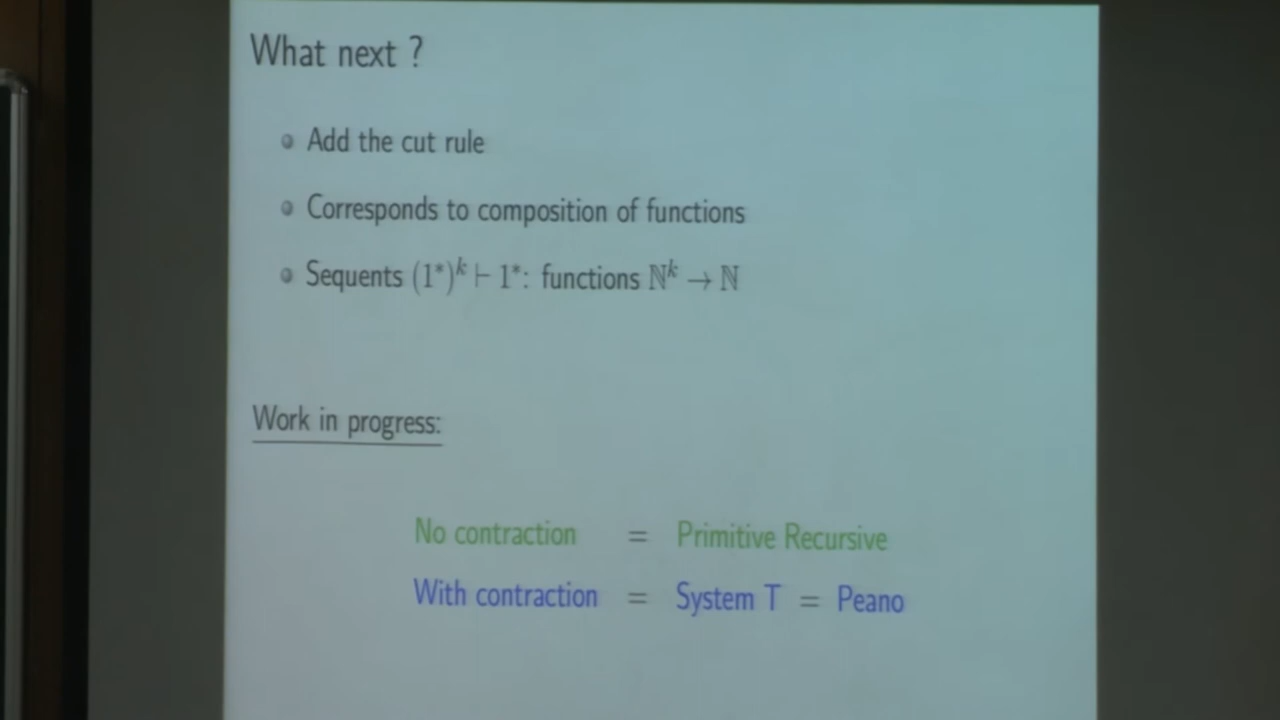 What next ?
Add the cut rule
Corresponds to composition of functions
Sequents (1*)^k ⊢ 1*: functions ℕ^k → ℕ
Work in progress:
No contraction = Primitive Recursive
With contraction = System T = Peano